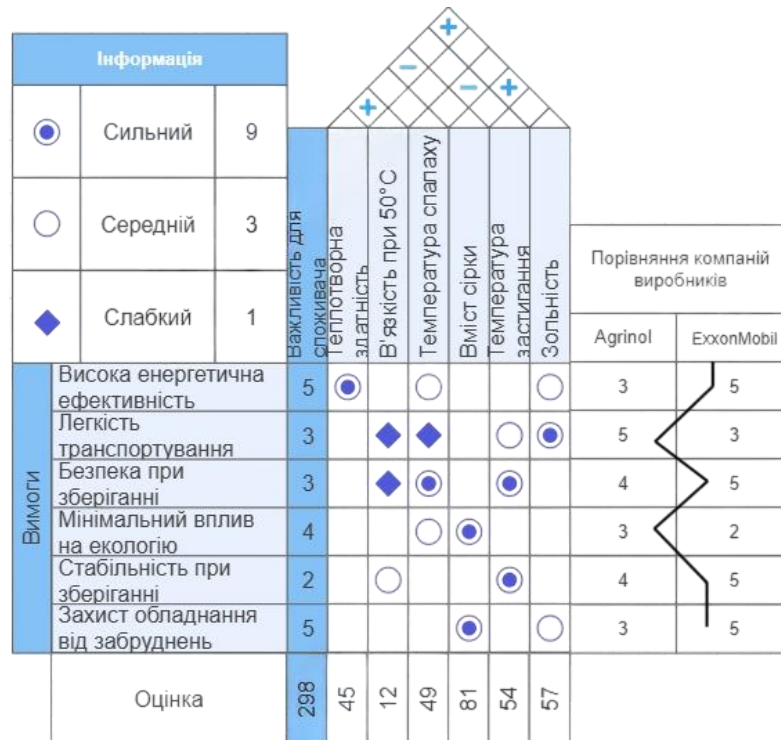 Інформація
Сильний 9
Середній 3
Слабкий 1
Важливість для
споживача
Теплотворна
здатність
В'язкість при 50°C
Температура спапаху
Вміст сірки
Температура
застигання
Зольність
Порівняння компаній
виробників
Agrinol ExxonMobil
Вимоги
Висока енергетична
ефективність 5 3 5
Легкість
транспортування 3 5 3
Безпека при
зберіганні 3 4 5
Мінімальний вплив
на екологію 4 3 2
Стабільність при
зберіганні 2 4 5
Захист обладнання
від забруднень 5 3 5
Оцінка 298 45 12 49 81 54 57